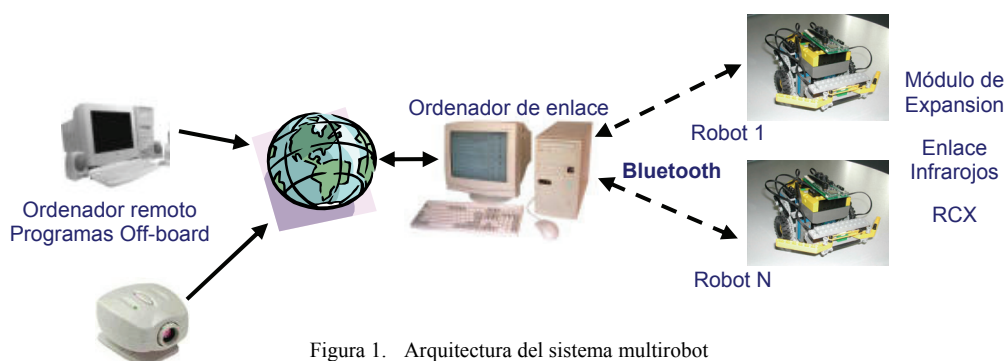 Ordenador de enlace
Robot 1
Módulo de
Expansion
Bluetooth
Enlace
Infrarojos
RCX
Ordenador remoto
Programas Off-board
Robot N
Figura 1. Arquitectura del sistema multirobot